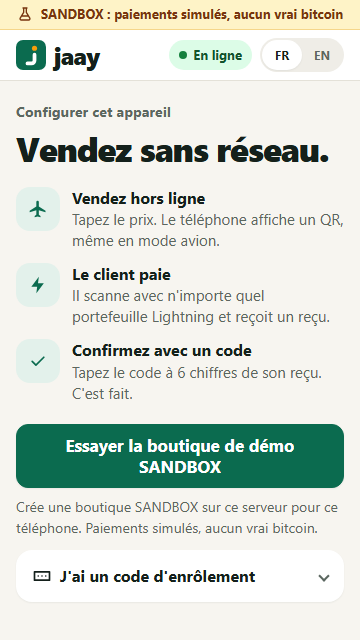 SANDBOX : paiements simulés, aucun vrai bitcoin
jaay
En ligne
FR
EN
Configurer cet appareil
Vendez sans réseau.
Vendez hors ligne
Tapez le prix. Le téléphone affiche un QR,
même en mode avion.
Le client paie
Il scanne avec n'importe quel
portefeuille Lightning et reçoit un reçu.
Confirmez avec un code
Tapez le code à 6 chiffres de son reçu.
C'est fait.
Essayer la boutique de démo
SANDBOX
Crée une boutique SANDBOX sur ce serveur pour ce
téléphone. Paiements simulés, aucun vrai bitcoin.
J'ai un code d'enrôlement